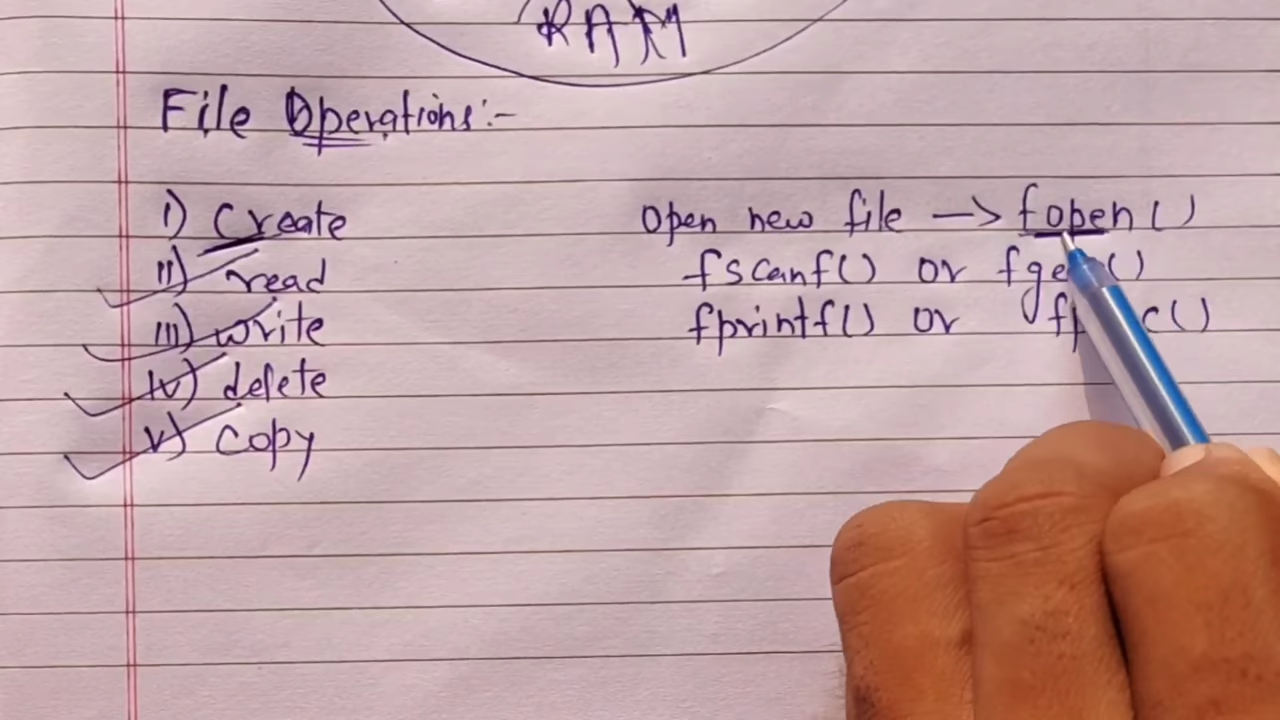 RAM
File Operations:-
i) Create
ii) read
iii) write
iv) delete
v) Copy
Open new file -> fopen()
fscanf() or
fprintf() or